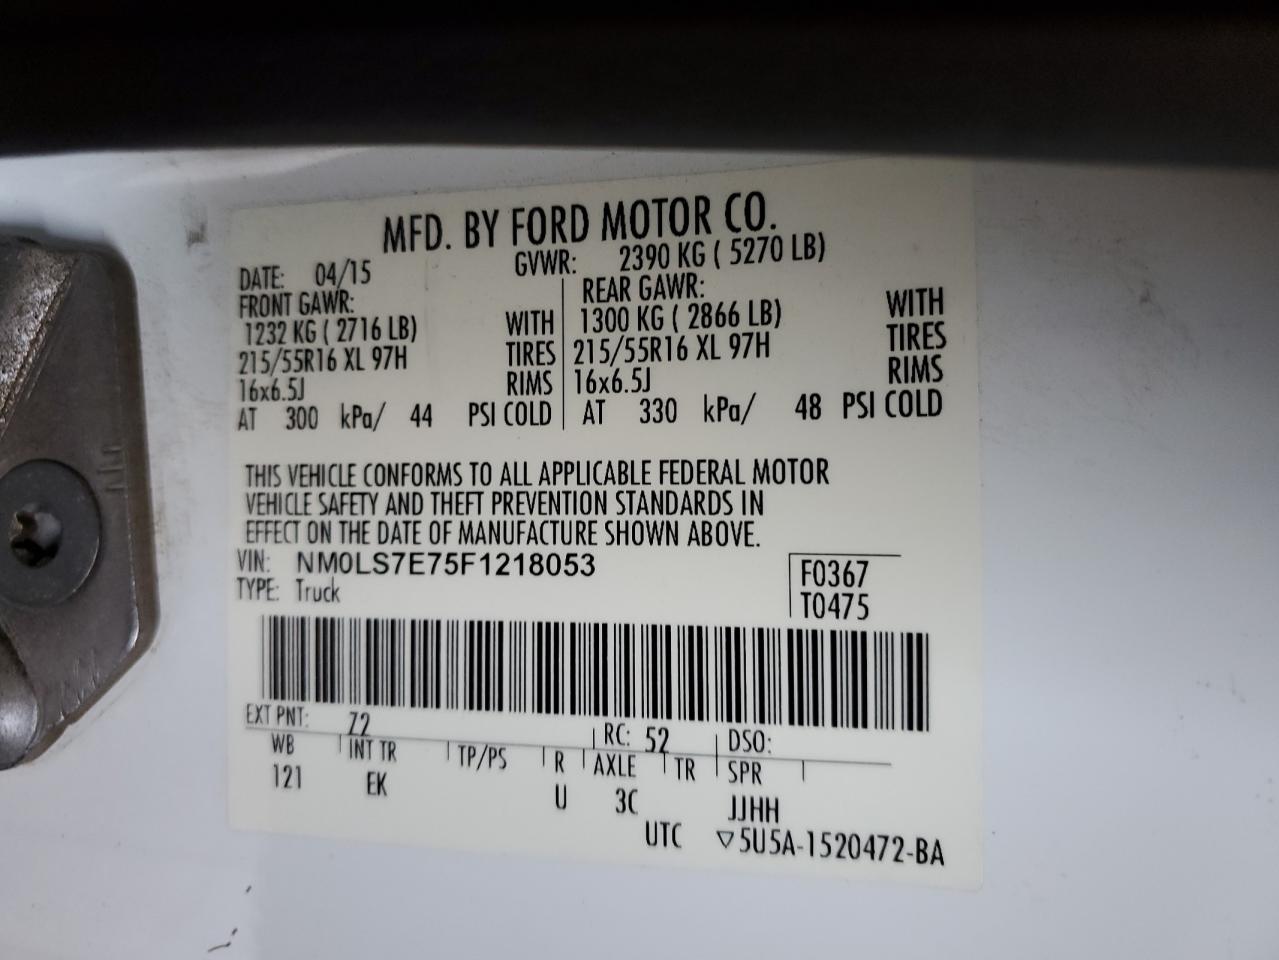 MFD. BY FORD MOTOR CO.
DATE: 04/15 GVWR: 2390 KG ( 5270 LB)
FRONT GAWR: REAR GAWR:
1232 KG ( 2716 LB) WITH 1300 KG ( 2866 LB) WITH
215/55R16 XL 97H TIRES 215/55R16 XL 97H TIRES
16x6.5J RIMS 16x6.5J RIMS
AT 300 kPa/ 44 PSI COLD AT 330 kPa/ 48 PSI COLD
THIS VEHICLE CONFORMS TO ALL APPLICABLE FEDERAL MOTOR
VEHICLE SAFETY AND THEFT PREVENTION STANDARDS IN
EFFECT ON THE DATE OF MANUFACTURE SHOWN ABOVE.
VIN: NM0LS7E75F1218053
TYPE: Truck
F0367
T0475
EXT PNT: 72 RC: 52 DSO:
WB INT TR TP/PS R AXLE TR SPR
121 EK U 3C JJHH
UTC ▽5U5A-1520472-BA